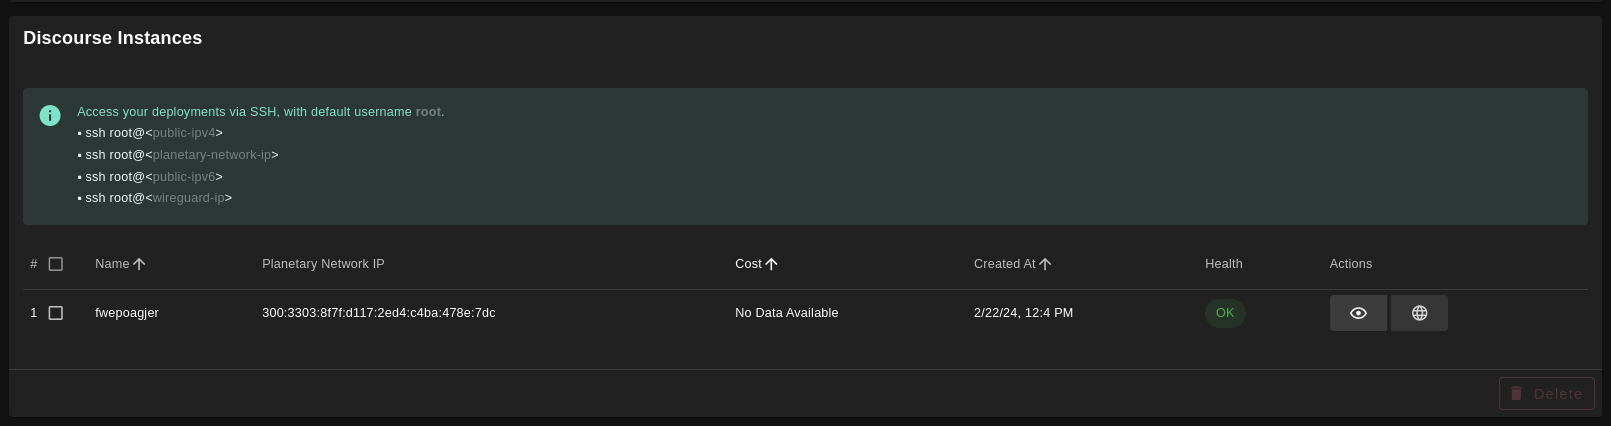 Discourse Instances
Access your deployments via SSH, with default username root.
▪ ssh root@<public-ipv4>
▪ ssh root@<planetary-network-ip>
▪ ssh root@<public-ipv6>
▪ ssh root@<wireguard-ip>
# Name Planetary Network IP Cost Created At Health Actions
1 fwepoagjer 300:3303:8f7f:d117:2ed4:c4ba:478e:7dc No Data Available 2/22/24, 12:4 PM OK
Delete